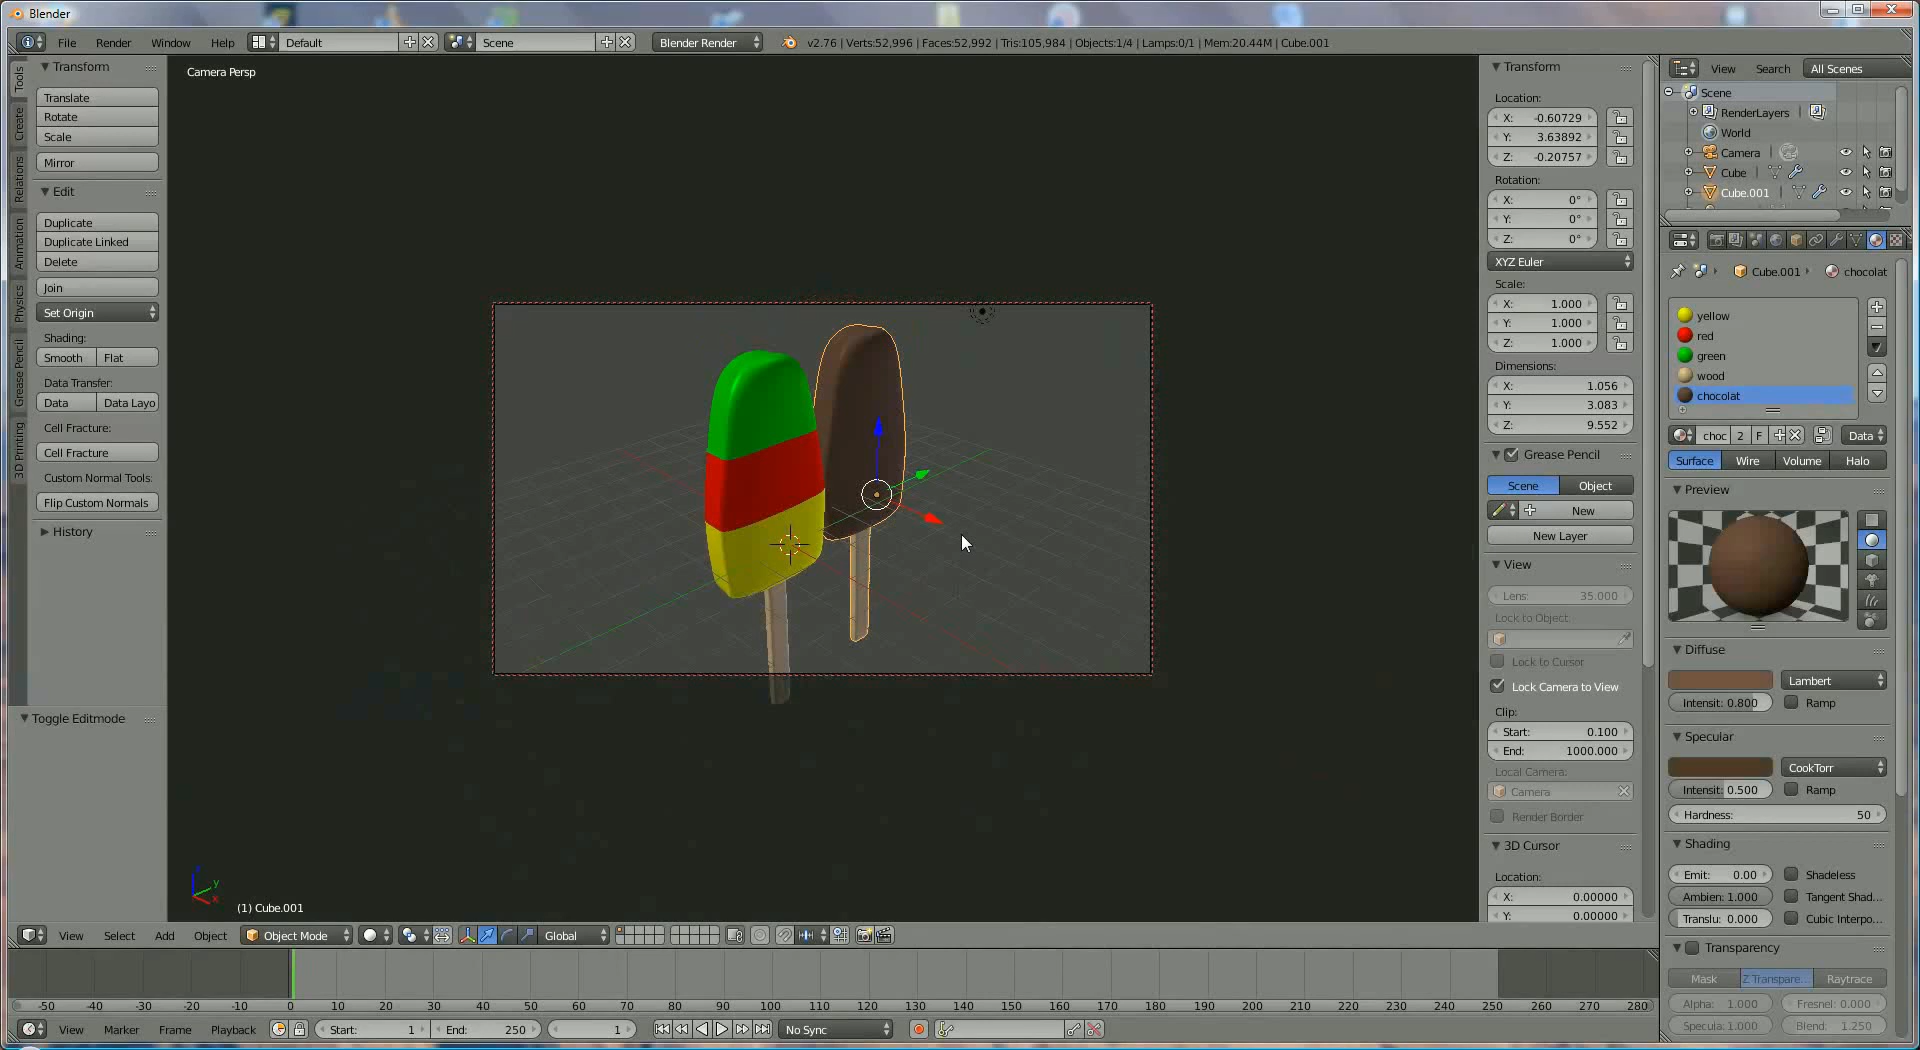 Blender
File Render Window Help Default Scene Blender Render v2.76 | Verts:52,996 | Faces:52,992 | Tris:105,984 | Objects:1/4 | Lamps:0/1 | Mem:20.44M | Cube.001
Tools
Create
Relations
Animation
Physics
Grease Pencil
3D Printing
Transform
Translate
Rotate
Scale
Mirror
Edit
Duplicate
Duplicate Linked
Delete
Join
Set Origin
Shading:
Smooth Flat
Data Transfer:
Data Data Layo
Cell Fracture:
Cell Fracture
Custom Normal Tools:
Flip Custom Normals
History
Toggle Editmode
Camera Persp
z
y
x
(1) Cube.001
Transform
Location:
X: -0.60729
Y: 3.63892
Z: -0.20757
Rotation:
X: 0°
Y: 0°
Z: 0°
XYZ Euler
Scale:
X: 1.000
Y: 1.000
Z: 1.000
Dimensions:
X: 1.056
Y: 3.083
Z: 9.552
Grease Pencil
Scene Object
New
New Layer
View
Lens: 35.000
Lock to Object:
Lock to Cursor
Lock Camera to View
Clip:
Start: 0.100
End: 1000.000
Local Camera:
Camera
Render Border
3D Cursor
Location:
X: 0.00000
Y: 0.00000
View Search All Scenes
Scene
RenderLayers
World
Camera
Cube
Cube.001
Cube.001 chocolat
yellow
red
green
wood
chocolat
choc 2 F Data
Surface Wire Volume Halo
Preview
Diffuse
Lambert
Intensit: 0.800 Ramp
Specular
CookTorr
Intensit: 0.500 Ramp
Hardness: 50
Shading
Emit: 0.00 Shadeless
Ambien: 1.000 Tangent Shad...
Translu: 0.000 Cubic Interpo...
Transparency
Mask Z Transpare... Raytrace
Alpha: 1.000 Fresnel: 0.000
Specula: 1.000 Blend: 1.250
View Select Add Object Object Mode Global
-50 -40 -30 -20 -10 0 10 20 30 40 50 60 70 80 90 100 110 120 130 140 150 160 170 180 190 200 210 220 230 240 250 260 270 280
View Marker Frame Playback Start: 1 End: 250 1 No Sync